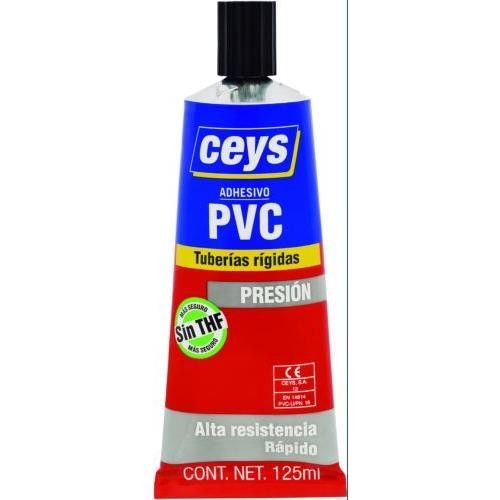 ceys
ADHESIVO
PVC
Tuberías rígidas
PRESIÓN
MÁS SEGURO
Sin THF
MÁS SEGURO
CE
CEYS, S.A.
EN 14814
PVC-U/PN 16
Alta resistencia
Rápido
CONT. NET. 125ml